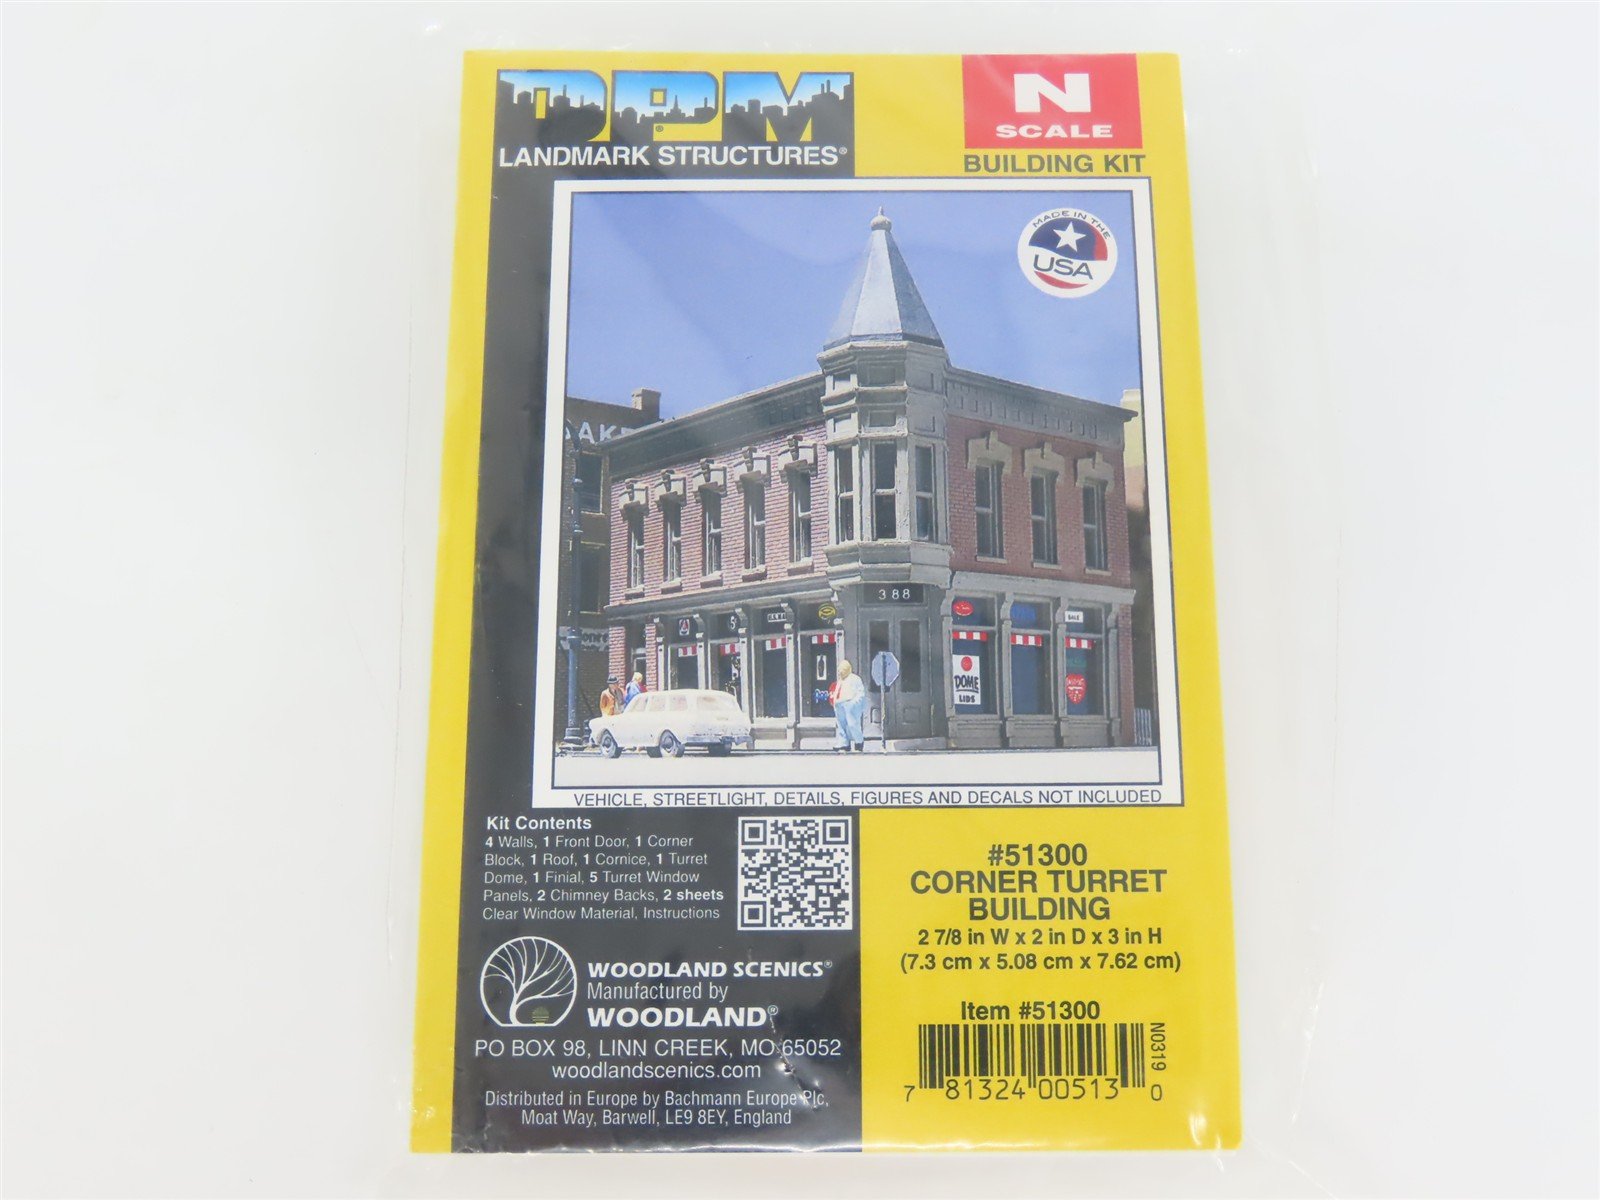 DPM
LANDMARK STRUCTURES®
N
SCALE
BUILDING KIT
MADE IN THE
USA
388
SALE
DOME
LIDS
VEHICLE, STREETLIGHT, DETAILS, FIGURES AND DECALS NOT INCLUDED
Kit Contents
4 Walls, 1 Front Door, 1 Corner
Block, 1 Roof, 1 Cornice, 1 Turret
Dome, 1 Finial, 5 Turret Window
Panels, 2 Chimney Backs, 2 sheets
Clear Window Material, Instructions
WOODLAND SCENICS®
Manufactured by
WOODLAND®
PO BOX 98, LINN CREEK, MO 65052
woodlandscenics.com
Distributed in Europe by Bachmann Europe Plc,
Moat Way, Barwell, LE9 8EY, England
#51300
CORNER TURRET
BUILDING
2 7/8 in W x 2 in D x 3 in H
(7.3 cm x 5.08 cm x 7.62 cm)
Item #51300
N0319
7 81324 00513 0